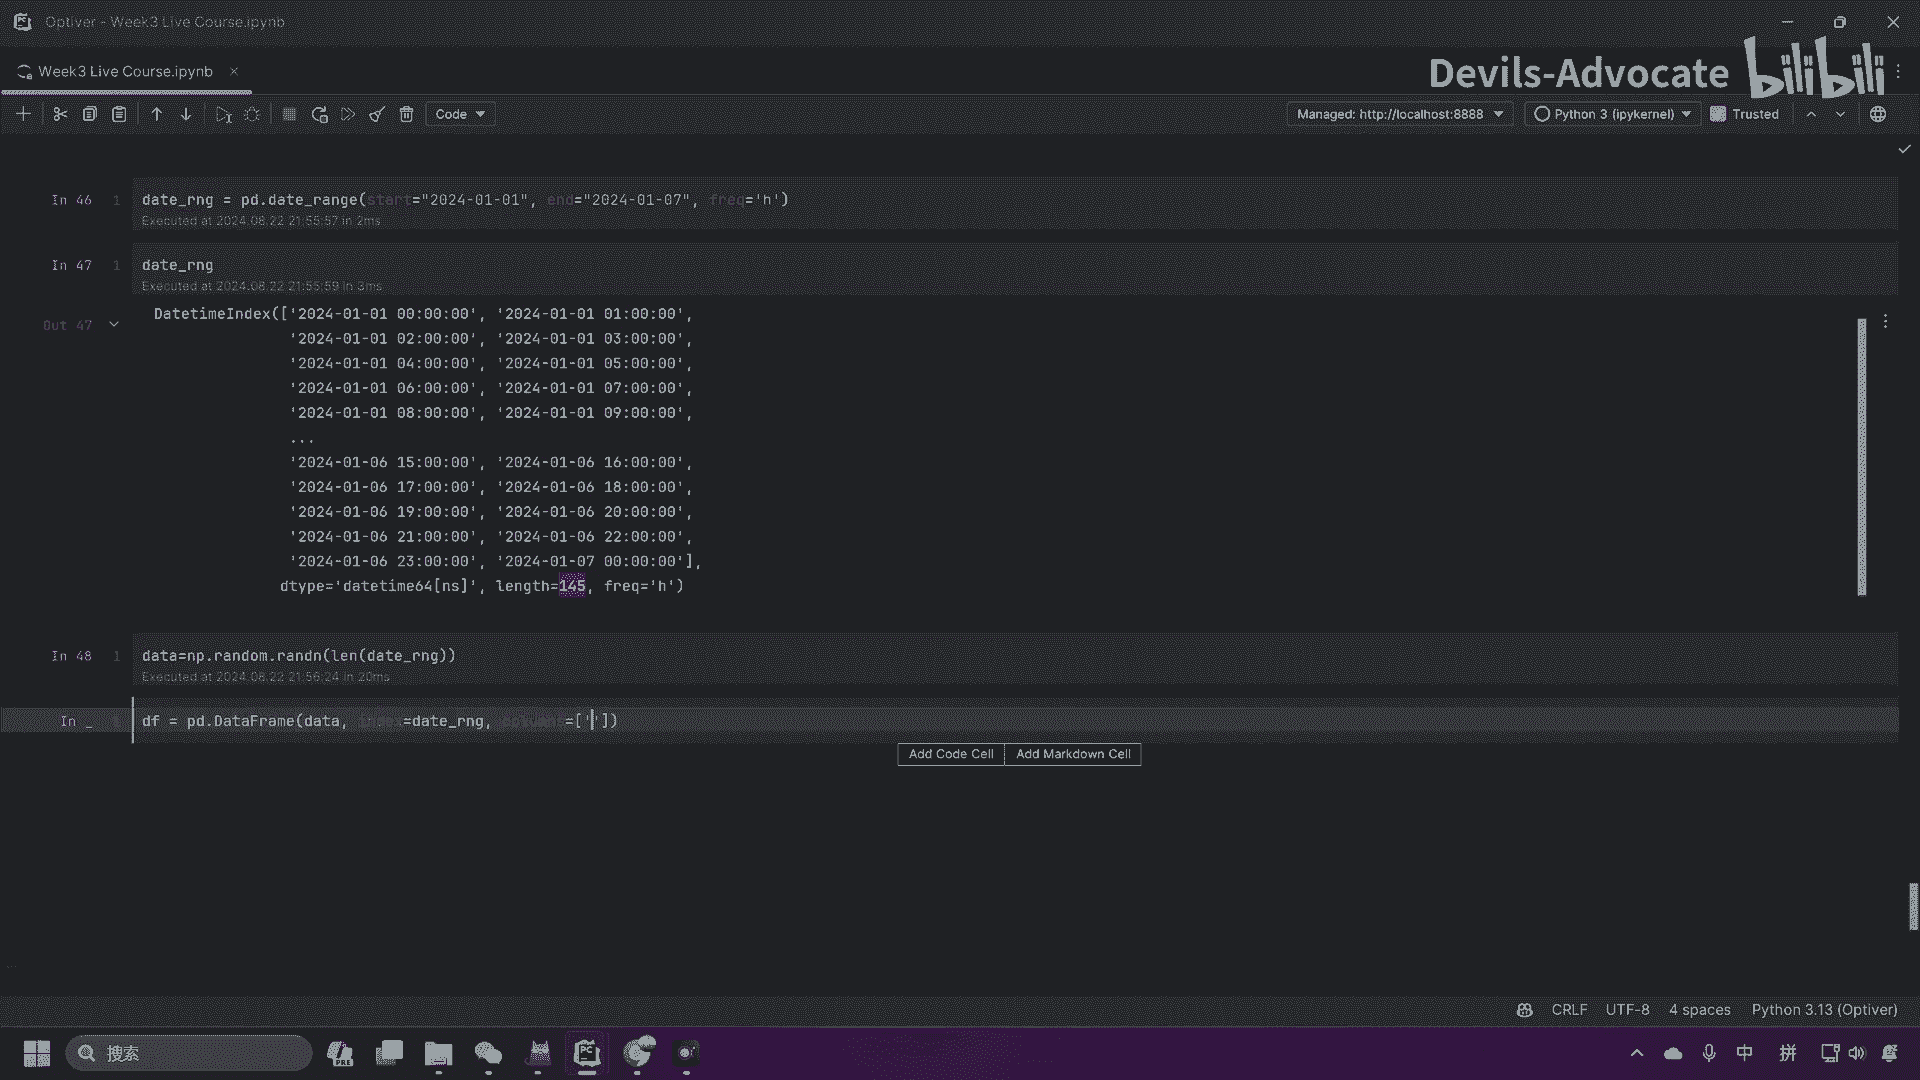 Optiver - Week3 Live Course.ipynb
Week3 Live Course.ipynb
Devils-Advocate bilibili
Code
Managed: http://localhost:8888
Python 3 (ipykernel)
Trusted
In 46 1 date_rng = pd.date_range(start="2024-01-01", end="2024-01-07", freq='h')
Executed at 2024.08.22 21:55:57 in 2ms
In 47 1 date_rng
Executed at 2024.08.22 21:55:59 in 3ms
Out 47 DatetimeIndex(['2024-01-01 00:00:00', '2024-01-01 01:00:00',
'2024-01-01 02:00:00', '2024-01-01 03:00:00',
'2024-01-01 04:00:00', '2024-01-01 05:00:00',
'2024-01-01 06:00:00', '2024-01-01 07:00:00',
'2024-01-01 08:00:00', '2024-01-01 09:00:00',
...
'2024-01-06 15:00:00', '2024-01-06 16:00:00',
'2024-01-06 17:00:00', '2024-01-06 18:00:00',
'2024-01-06 19:00:00', '2024-01-06 20:00:00',
'2024-01-06 21:00:00', '2024-01-06 22:00:00',
'2024-01-06 23:00:00', '2024-01-07 00:00:00'],
dtype='datetime64[ns]', length=145, freq='h')
In 48 1 data=np.random.randn(len(date_rng))
Executed at 2024.08.22 21:56:24 in 20ms
In _ 1 df = pd.DataFrame(data, index=date_rng, columns=[''])
Add Code Cell
Add Markdown Cell
CRLF
UTF-8
4 spaces
Python 3.13 (Optiver)
搜索
PRE
PC
中
拼